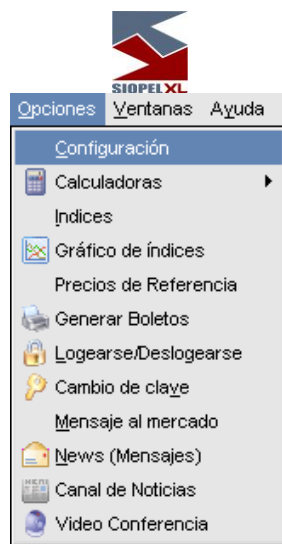 SIOPEL XL
Opciones Ventanas Ayuda
Configuración
Calculadoras
Indices
Gráfico de índices
Precios de Referencia
Generar Boletos
Logearse/Deslogearse
Cambio de clave
Mensaje al mercado
News (Mensajes)
Canal de Noticias
Video Conferencia